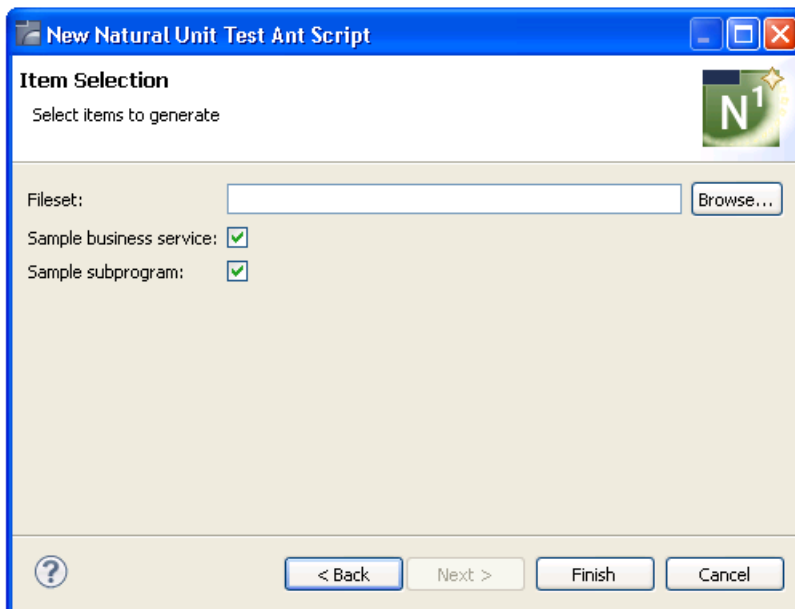 New Natural Unit Test Ant Script
Item Selection
Select items to generate
N1
Fileset:
Browse...
Sample business service:
Sample subprogram:
?
< Back
Next >
Finish
Cancel